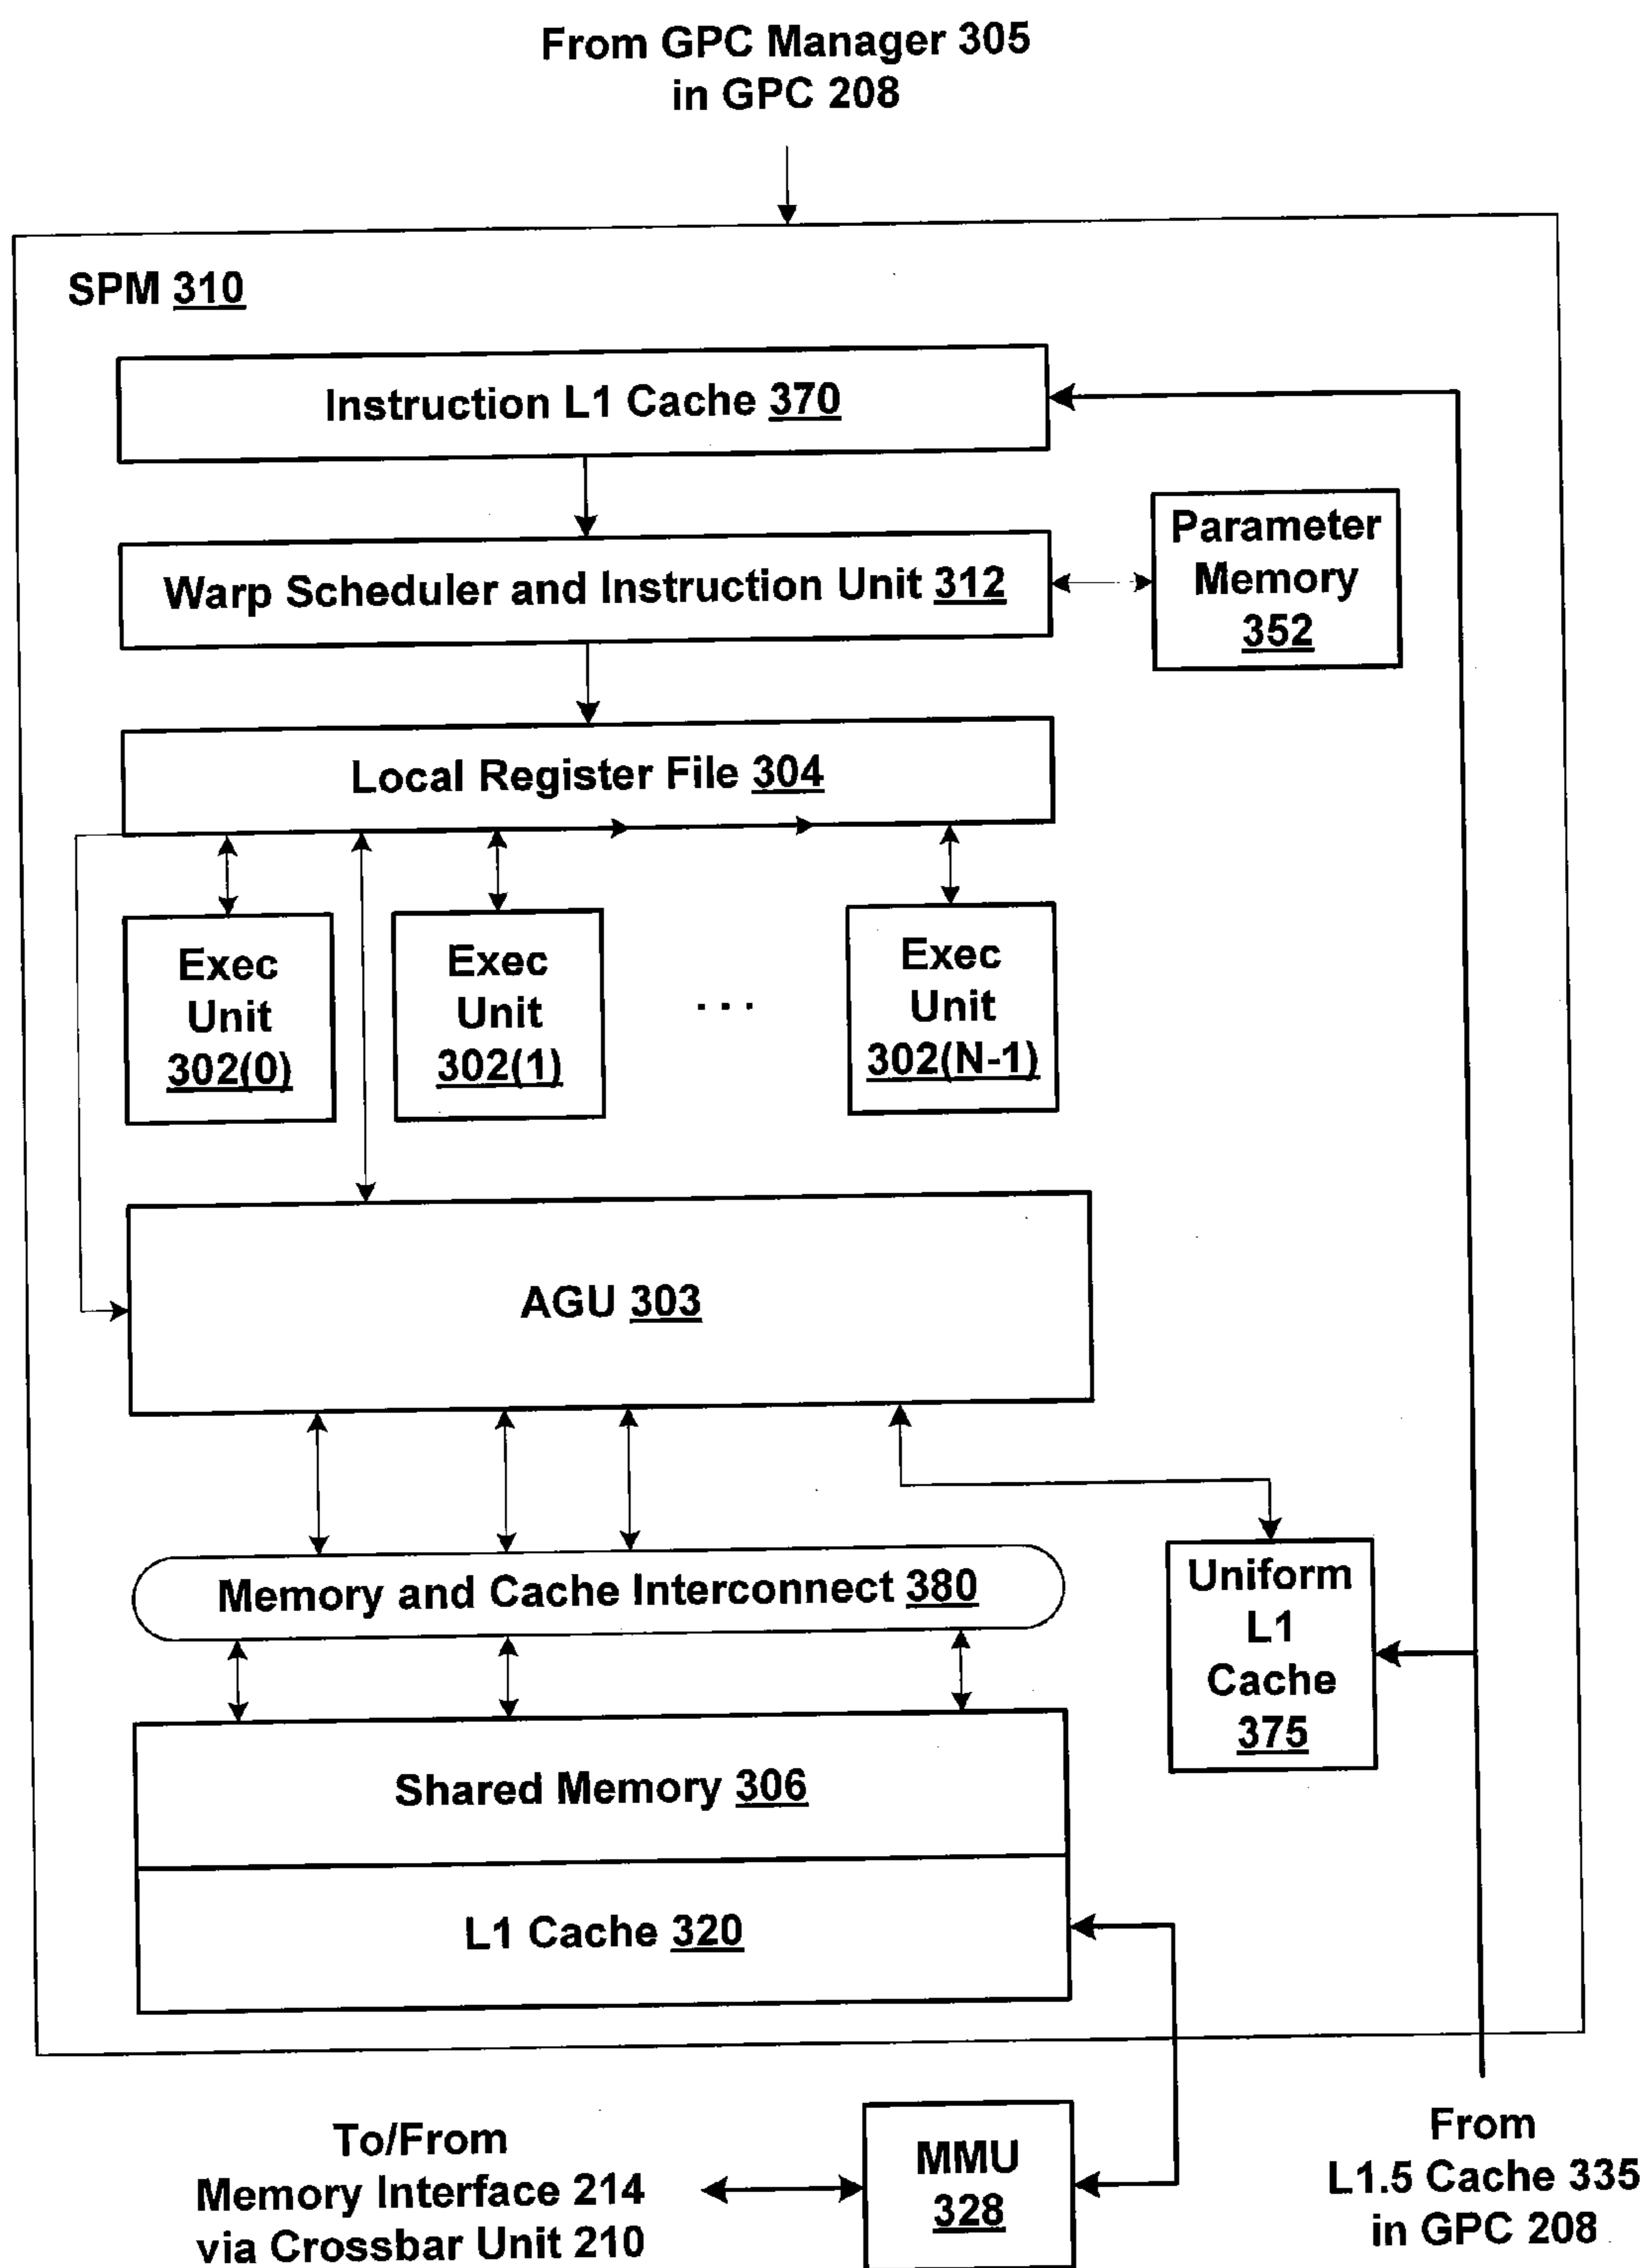 From GPC Manager 305
in GPC 208
SPM 310
Instruction L1 Cache 370
Warp Scheduler and Instruction Unit 312
Parameter
Memory
352
Local Register File 304
Exec
Unit
302(0)
Exec
Unit
302(1)
. . .
Exec
Unit
302(N-1)
AGU 303
Memory and Cache Interconnect 380
Uniform
L1
Cache
375
Shared Memory 306
L1 Cache 320
To/From
Memory Interface 214
via Crossbar Unit 210
MMU
328
From
L1.5 Cache 335
in GPC 208